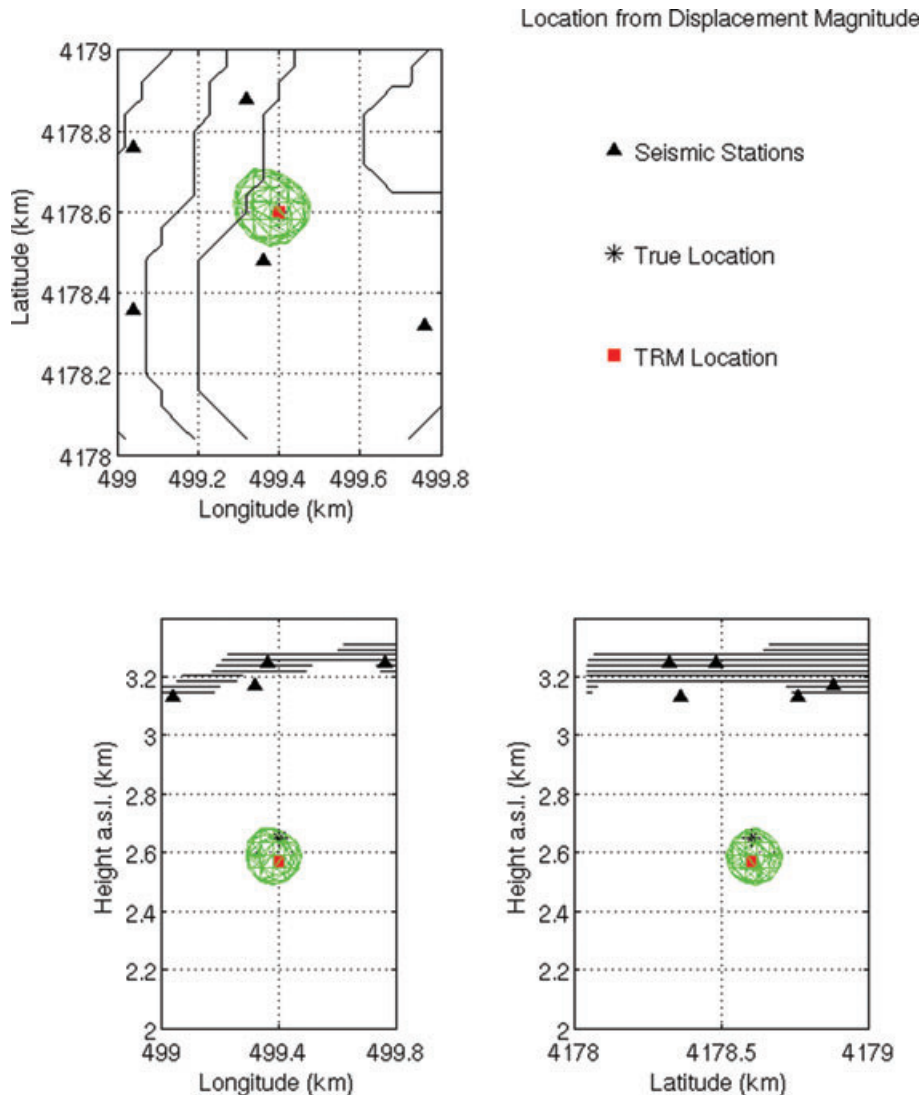 Location from Displacement Magnitude
4179
4178.8
4178.6
4178.4
4178.2
4178
Latitude (km)
499 499.2 499.4 499.6 499.8
Longitude (km)
Seismic Stations
True Location
TRM Location
3.2
3
2.8
2.6
2.4
2.2
2
Height a.s.l. (km)
499 499.4 499.8
Longitude (km)
3.2
3
2.8
2.6
2.4
2.2
2
Height a.s.l. (km)
4178 4178.5 4179
Latitude (km)